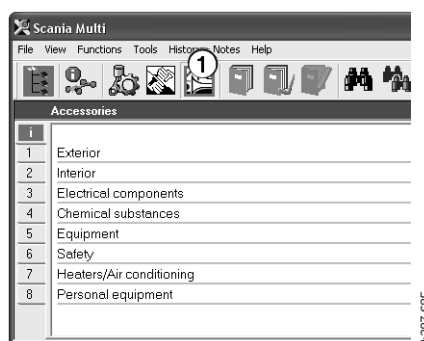 Scania Multi
File View Functions Tools History Notes Help
1
Accessories
i
1 Exterior
2 Interior
3 Electrical components
4 Chemical substances
5 Equipment
6 Safety
7 Heaters/Air conditioning
8 Personal equipment